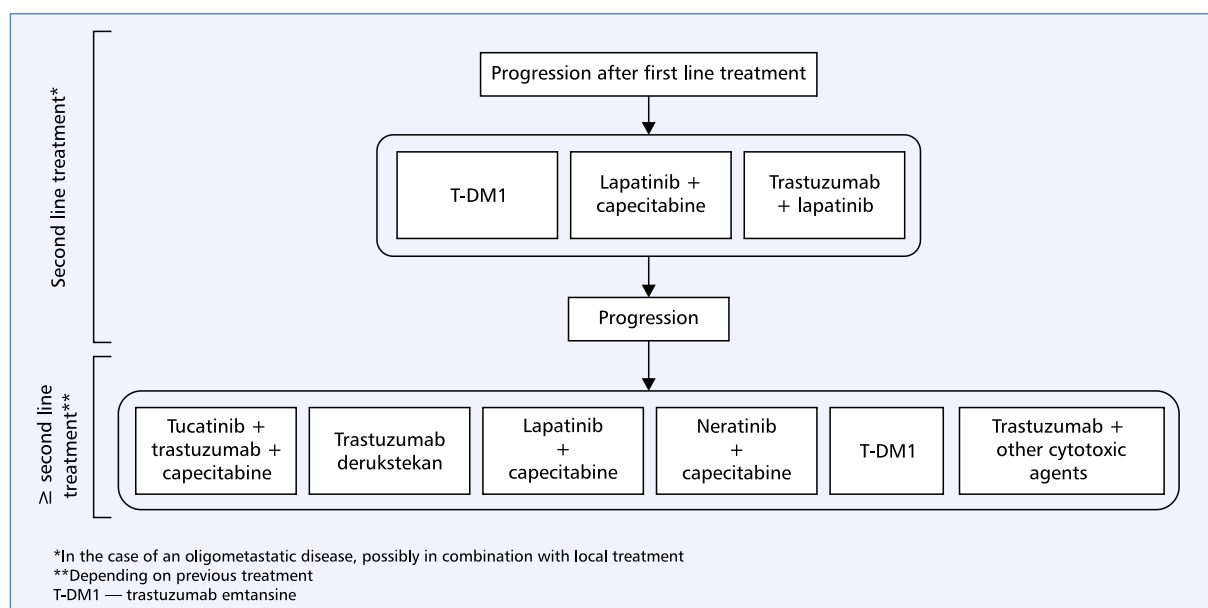 Second line treatment*
Progression after first line treatment
T-DM1
Lapatinib +
capecitabine
Trastuzumab
+ lapatinib
Progression
≥ second line
treatment**
Tucatinib +
trastuzumab +
capecitabine
Trastuzumab
derukstekan
Lapatinib
+
capecitabine
Neratinib
+
capecitabine
T-DM1
Trastuzumab +
other cytotoxic
agents
*In the case of an oligometastatic disease, possibly in combination with local treatment
**Depending on previous treatment
T-DM1 — trastuzumab emtansine